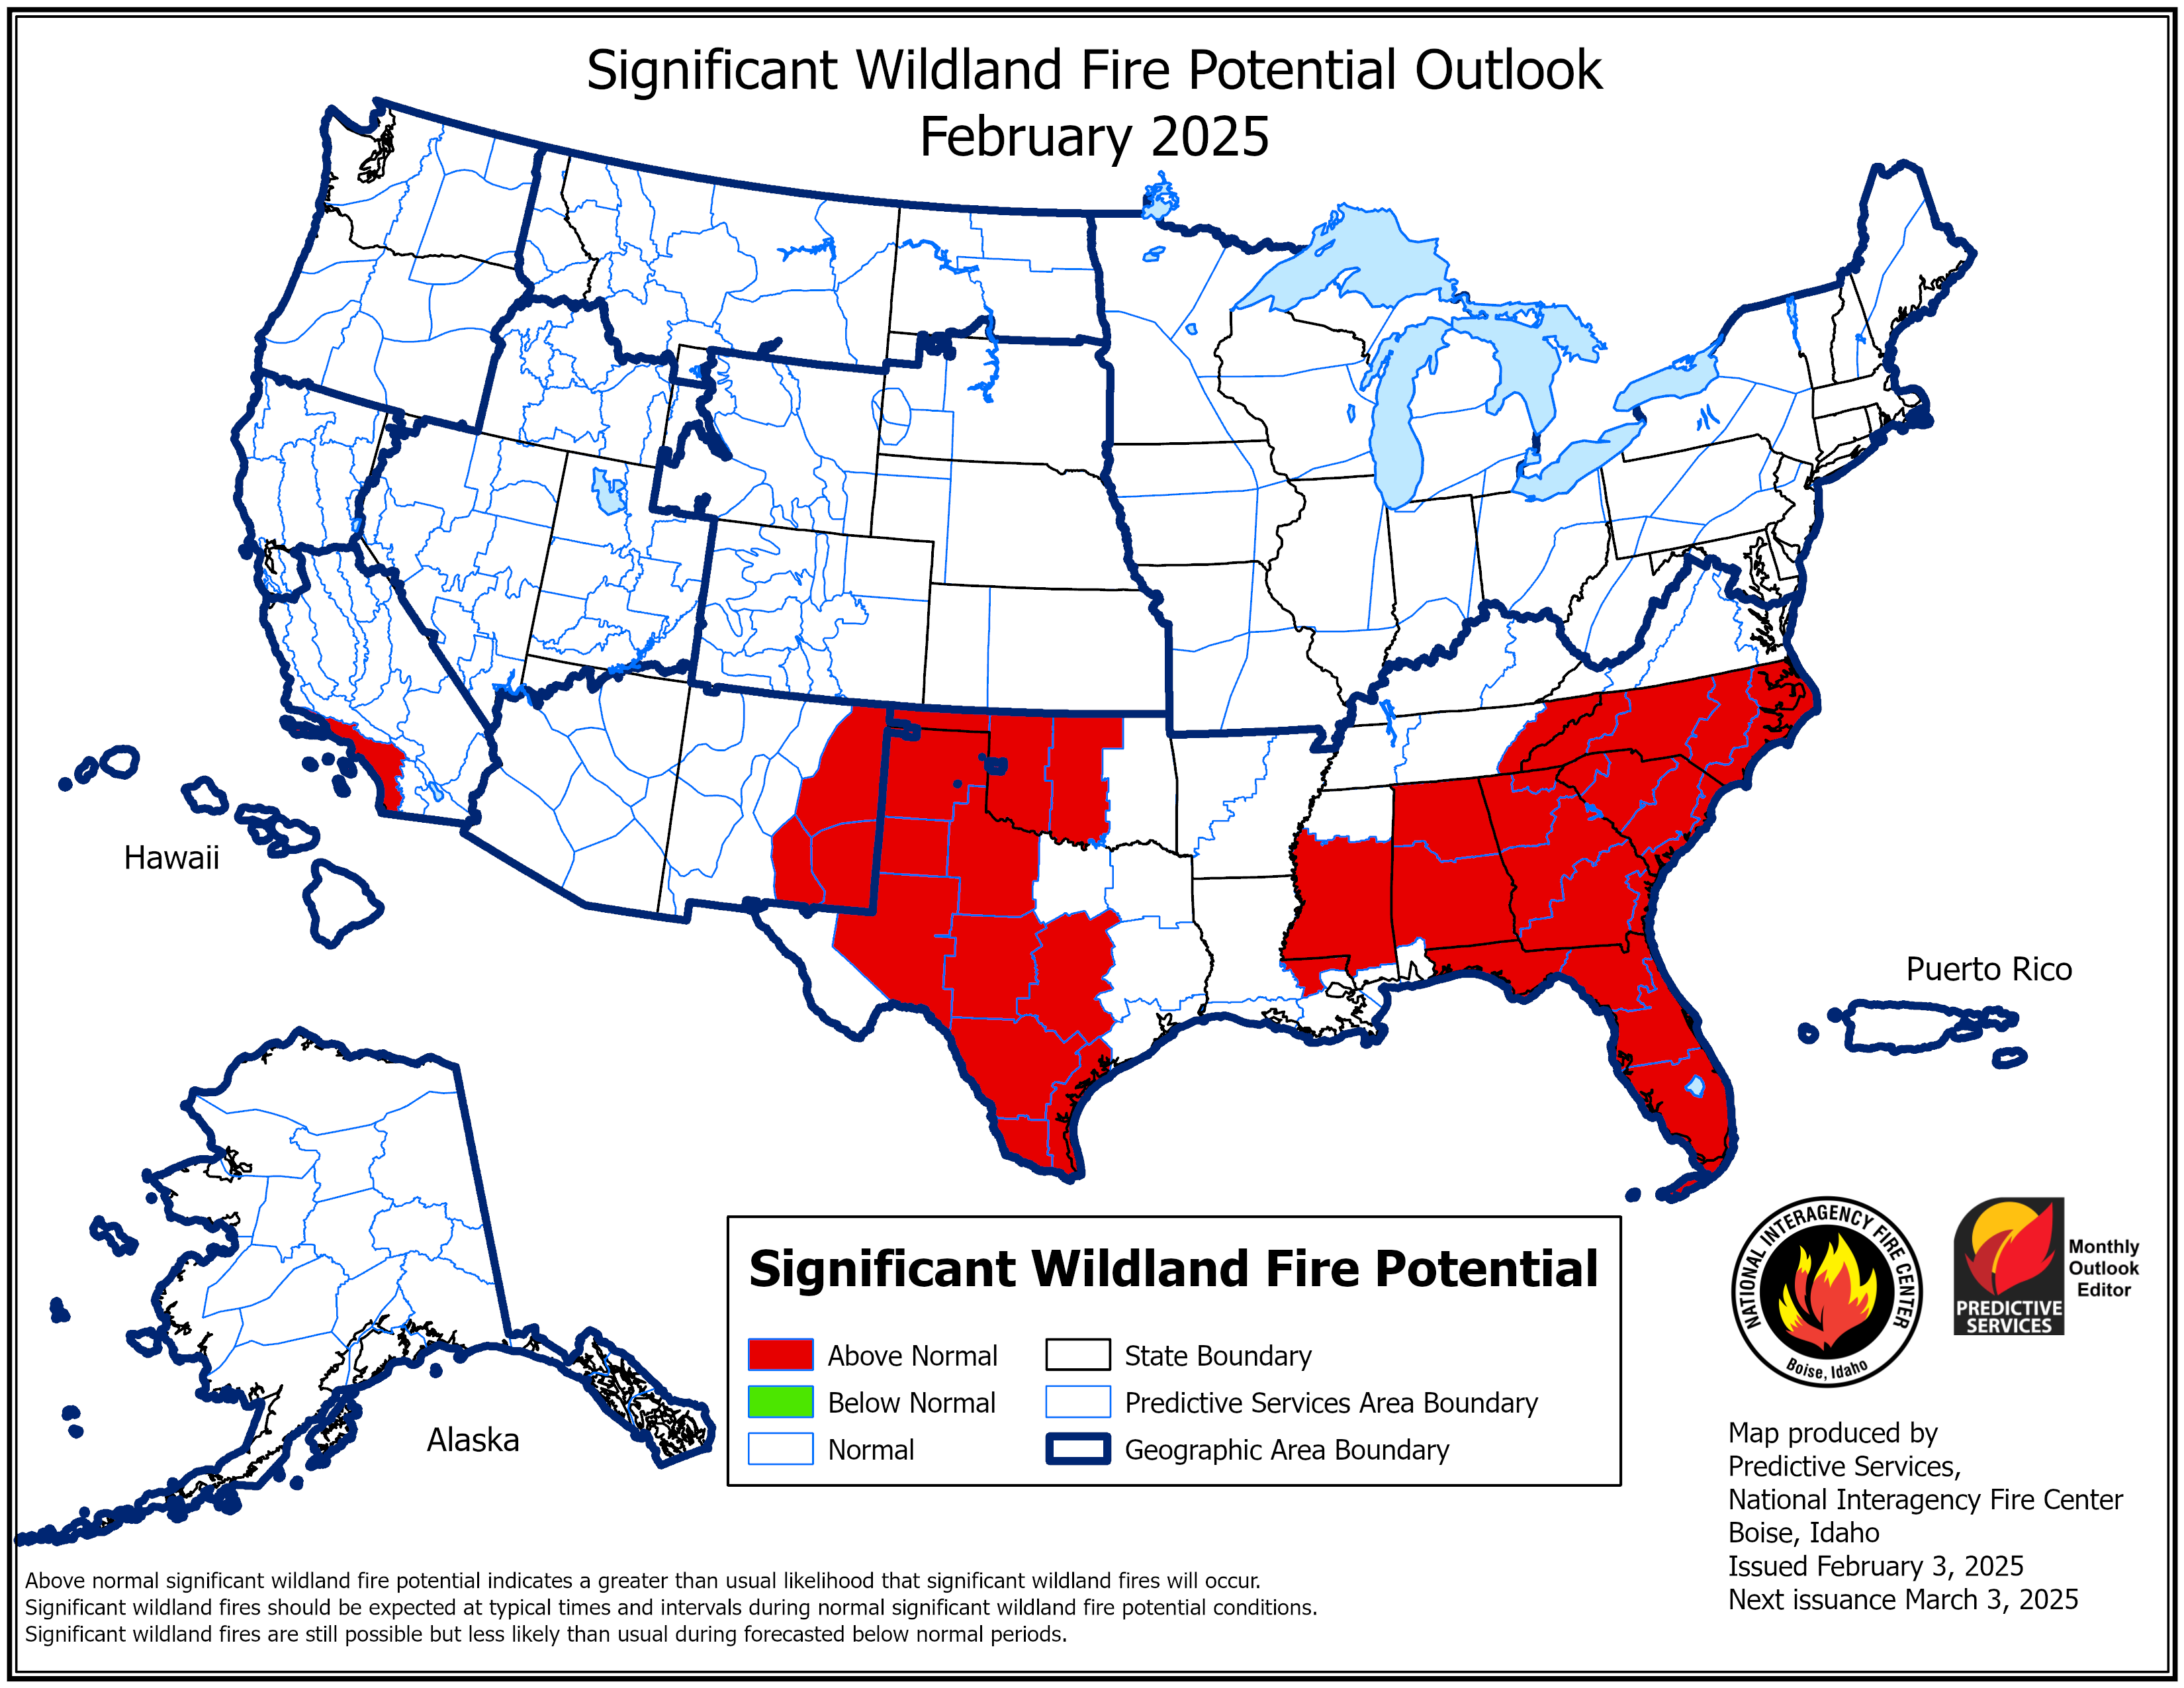 Significant Wildland Fire Potential Outlook
February 2025
Hawaii
Puerto Rico
Alaska
Significant Wildland Fire Potential
Above Normal
State Boundary
Below Normal
Predictive Services Area Boundary
Normal
Geographic Area Boundary
NATIONAL INTERAGENCY FIRE CENTER
Boise, Idaho
PREDICTIVE
SERVICES
Monthly
Outlook
Editor
Map produced by
Predictive Services,
National Interagency Fire Center
Boise, Idaho
Issued February 3, 2025
Next issuance March 3, 2025
Above normal significant wildland fire potential indicates a greater than usual likelihood that significant wildland fires will occur.
Significant wildland fires should be expected at typical times and intervals during normal significant wildland fire potential conditions.
Significant wildland fires are still possible but less likely than usual during forecasted below normal periods.